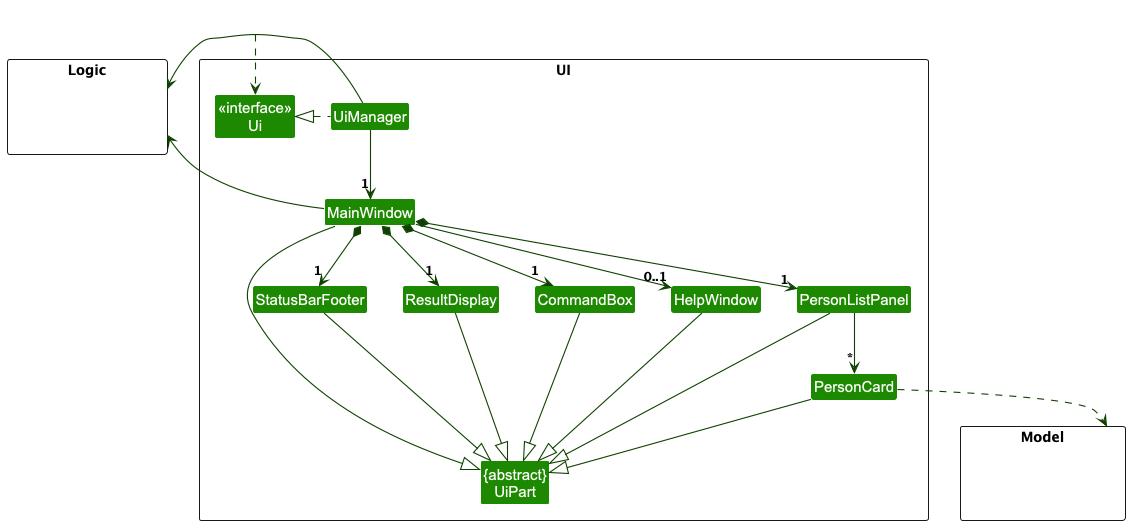 Logic
UI
«interface»
Ui
UiManager
1
MainWindow
1
1
1
0..1
1
StatusBarFooter
ResultDisplay
CommandBox
HelpWindow
PersonListPanel
*
PersonCard
Model
{abstract}
UiPart